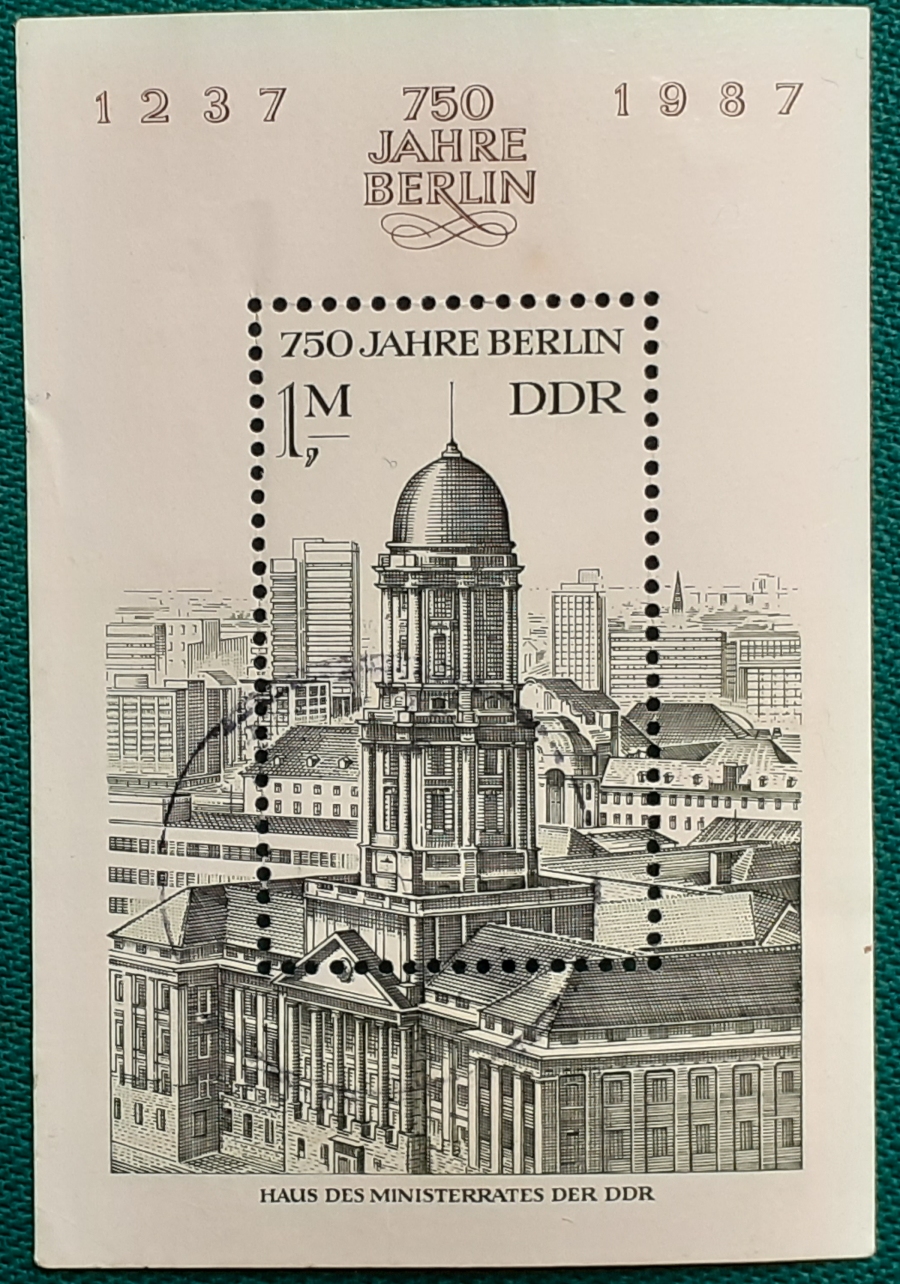 1237 750 1987
JAHRE
BERLIN
750 JAHRE BERLIN
1,– M DDR
HAUS DES MINISTERRATES DER DDR